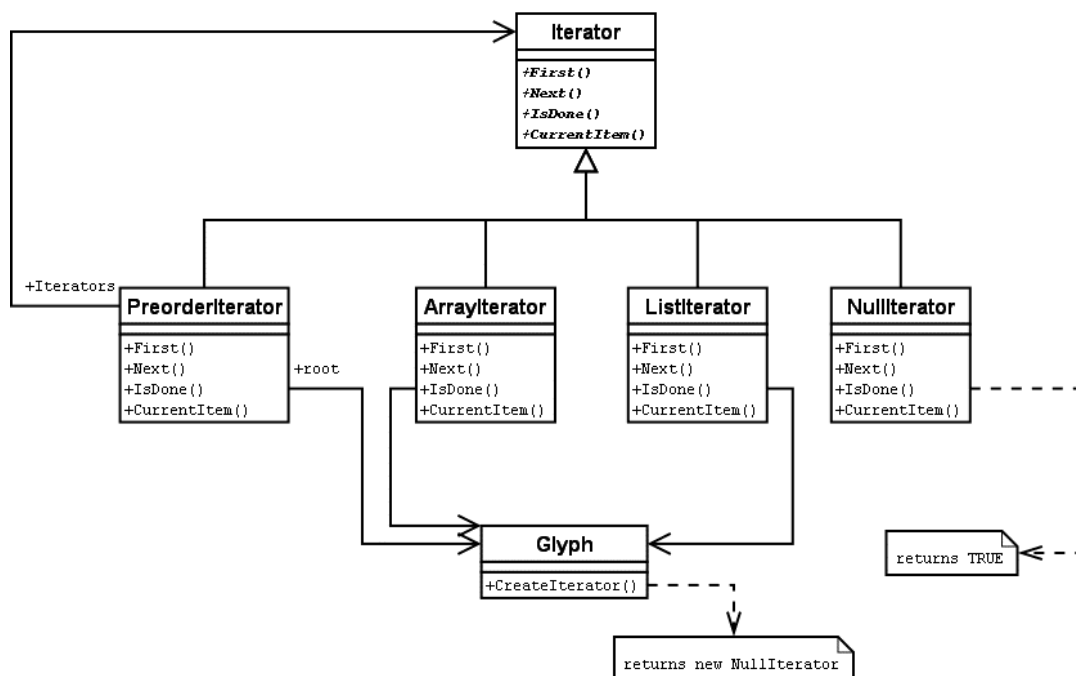 Iterator
+First()
+Next()
+IsDone()
+CurrentItem()
+Iterators
PreorderIterator
+First()
+Next()
+IsDone()
+CurrentItem()
+root
ArrayIterator
+First()
+Next()
+IsDone()
+CurrentItem()
ListIterator
+First()
+Next()
+IsDone()
+CurrentItem()
NullIterator
+First()
+Next()
+IsDone()
+CurrentItem()
Glyph
+CreateIterator()
returns TRUE
returns new NullIterator